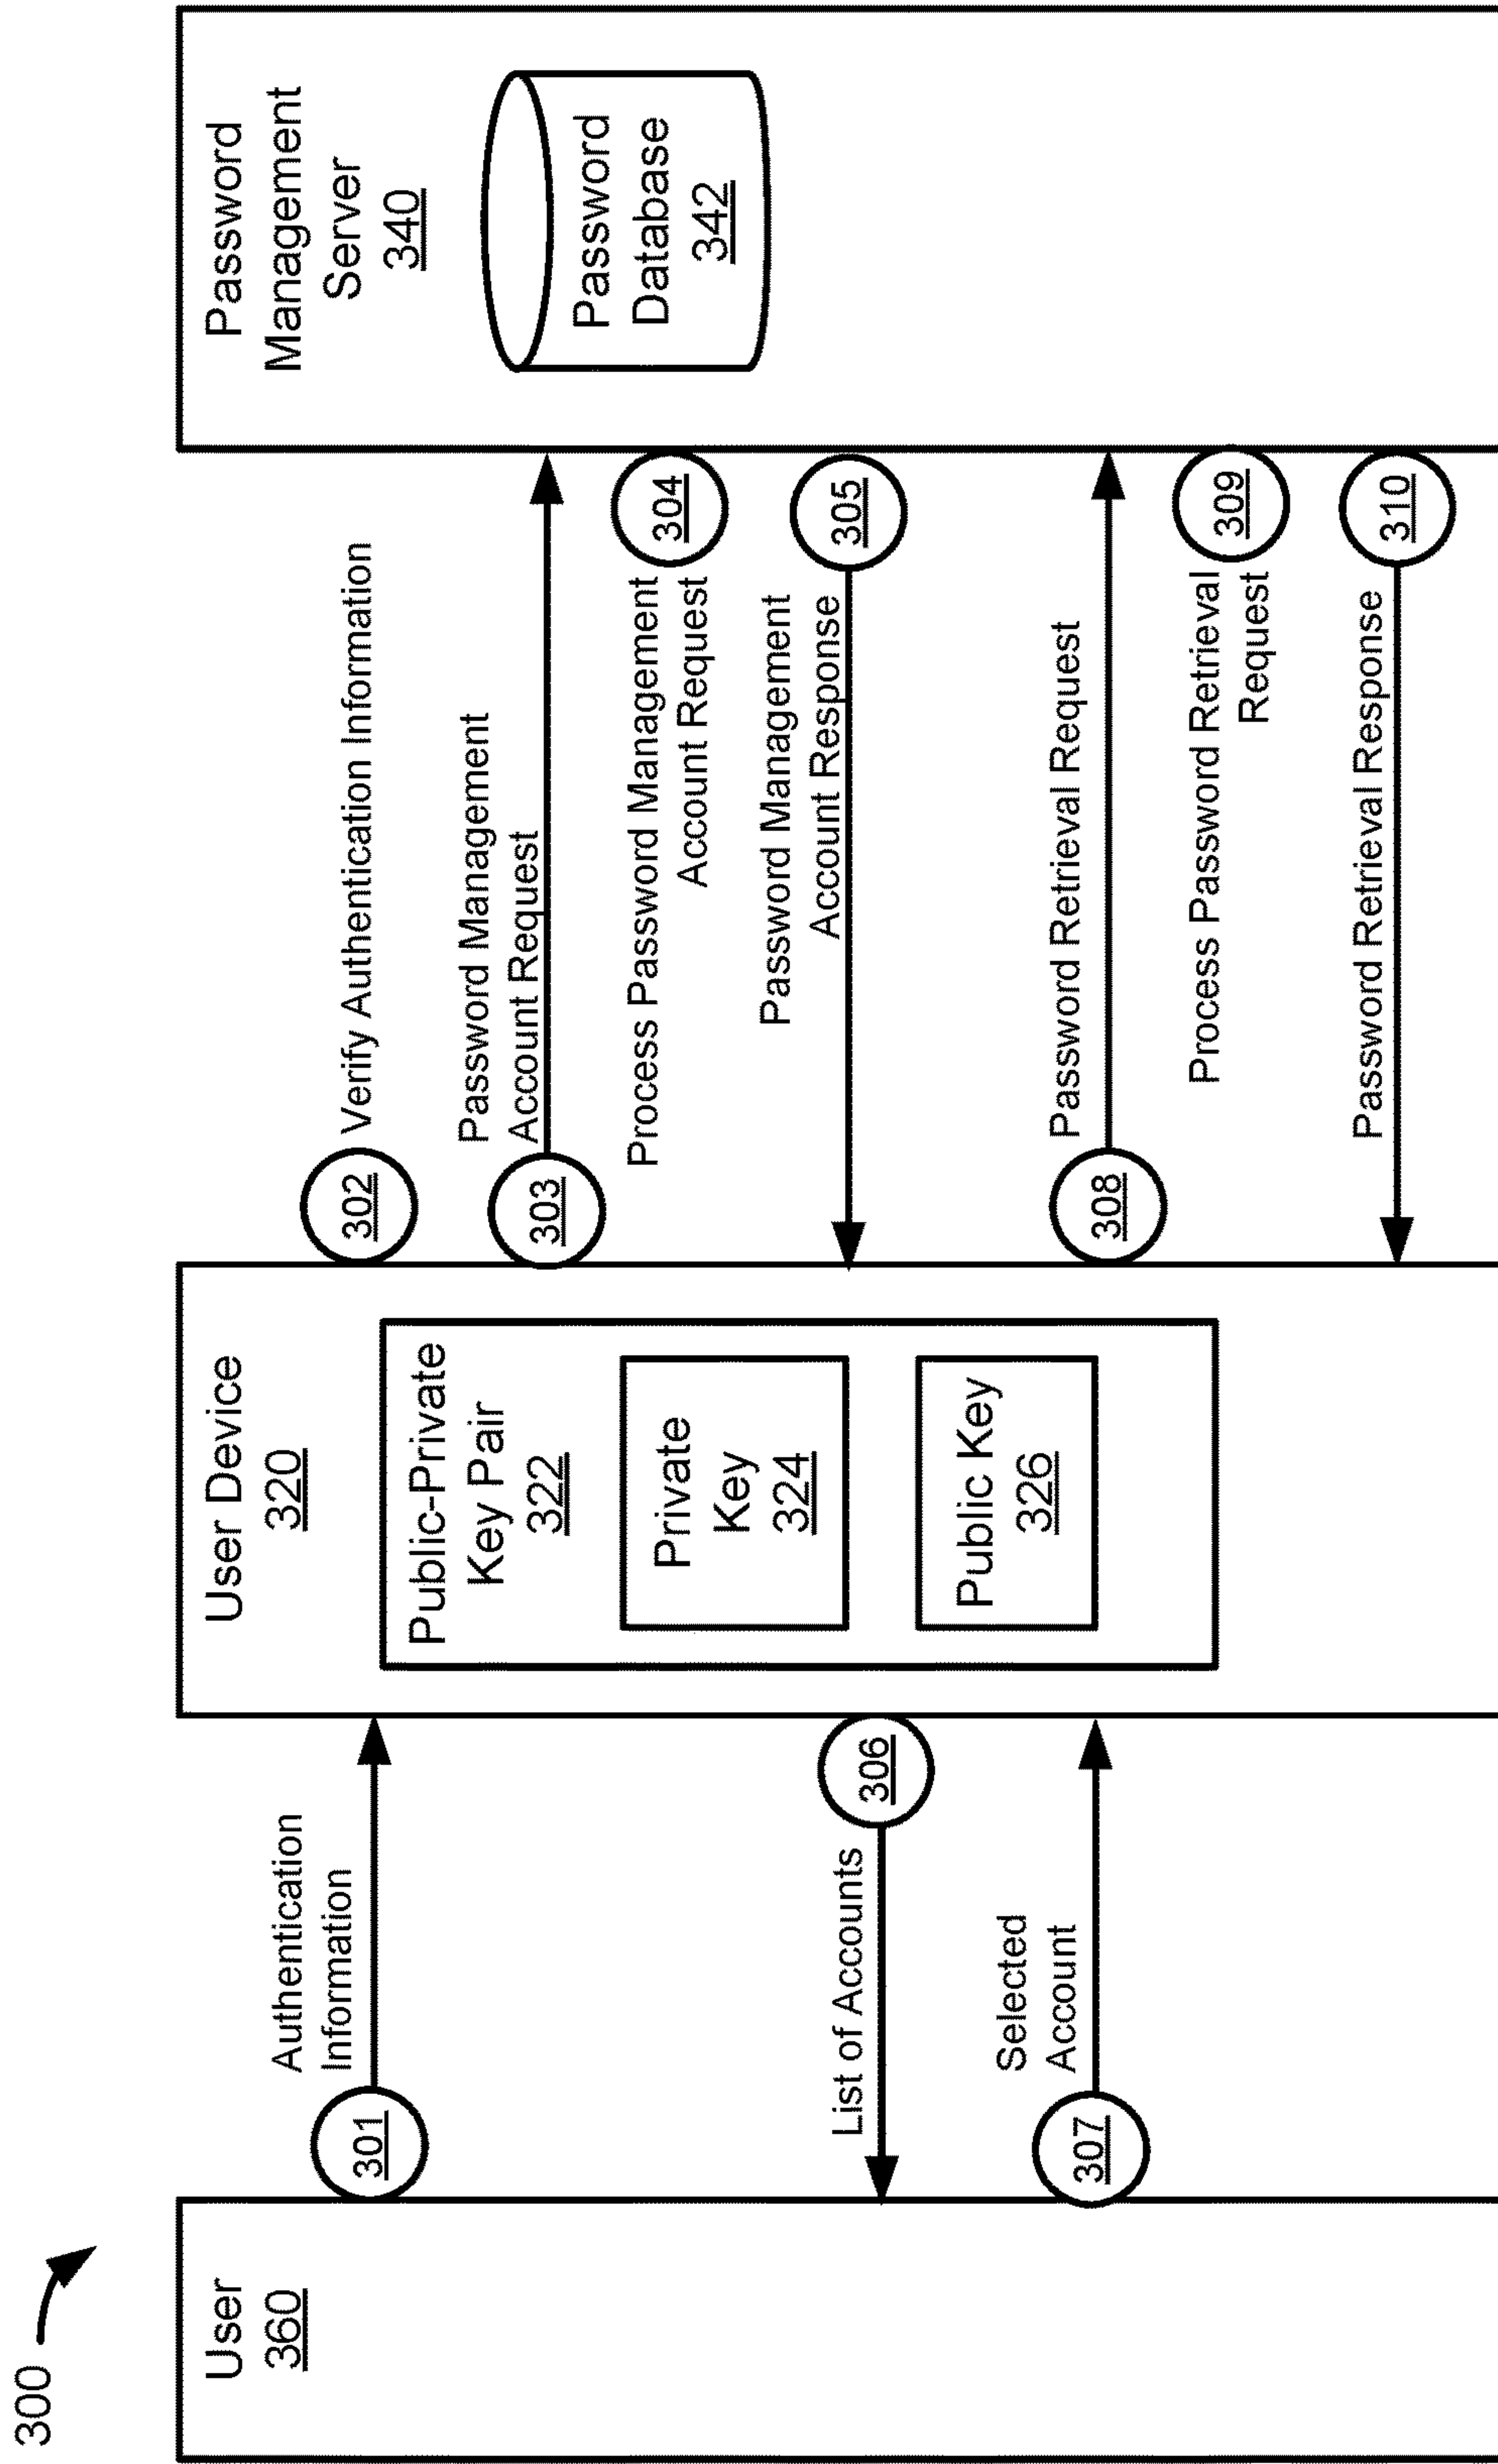 300
User
360
User Device
320
Public-Private
Key Pair
322
Private
Key
324
Public Key
326
Password
Management
Server
340
Password
Database
342
301
Authentication
Information
302
Verify Authentication Information
303
Password Management
Account Request
304
Process Password Management
Account Request
305
Password Management
Account Response
306
List of Accounts
307
Selected
Account
308
Password Retrieval Request
309
Process Password Retrieval
Request
310
Password Retrieval Response